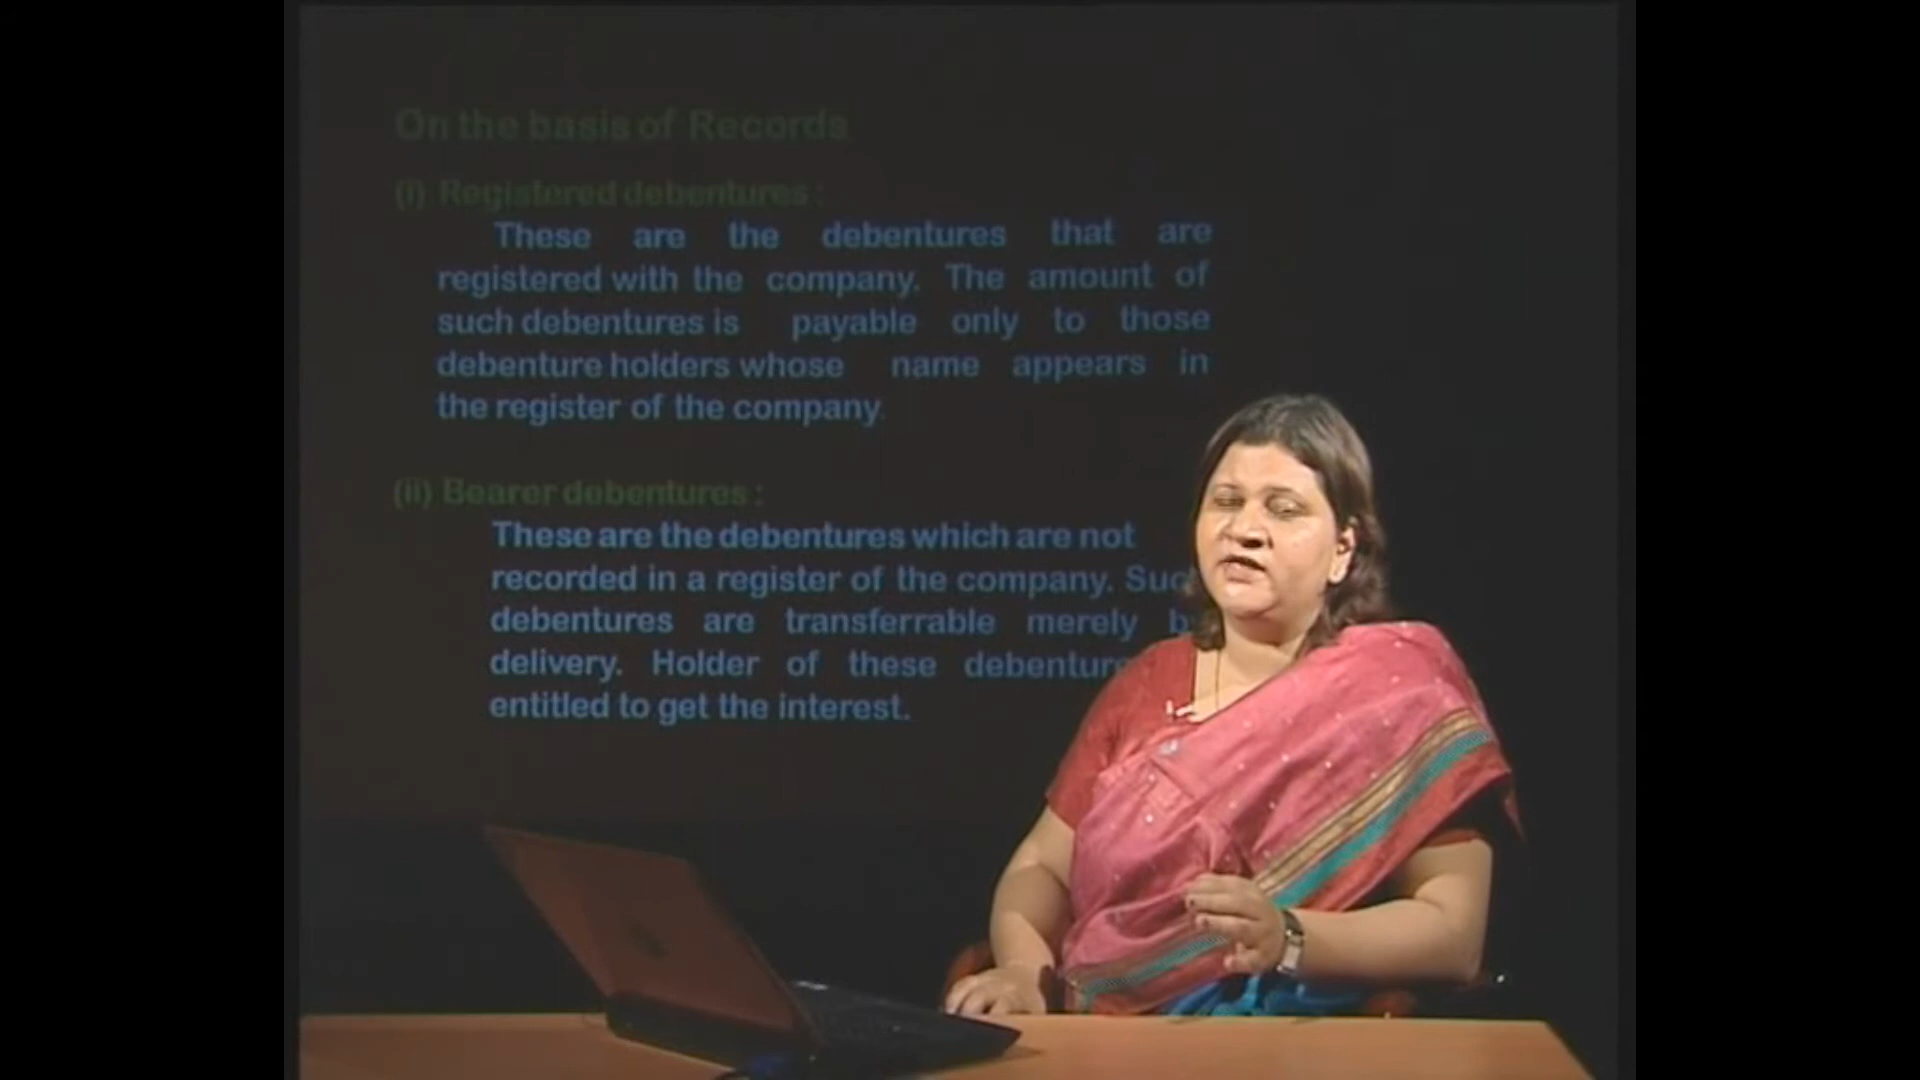 On the basis of Records
(i) Registered debentures :
These are the debentures that are
registered with the company. The amount of
such debentures is payable only to those
debenture holders whose name appears in
the register of the company.
(ii) Bearer debentures :
These are the debentures which are not
recorded in a register of the company.
debentures are transferrable merely
delivery. Holder of these
entitled to get the interest.